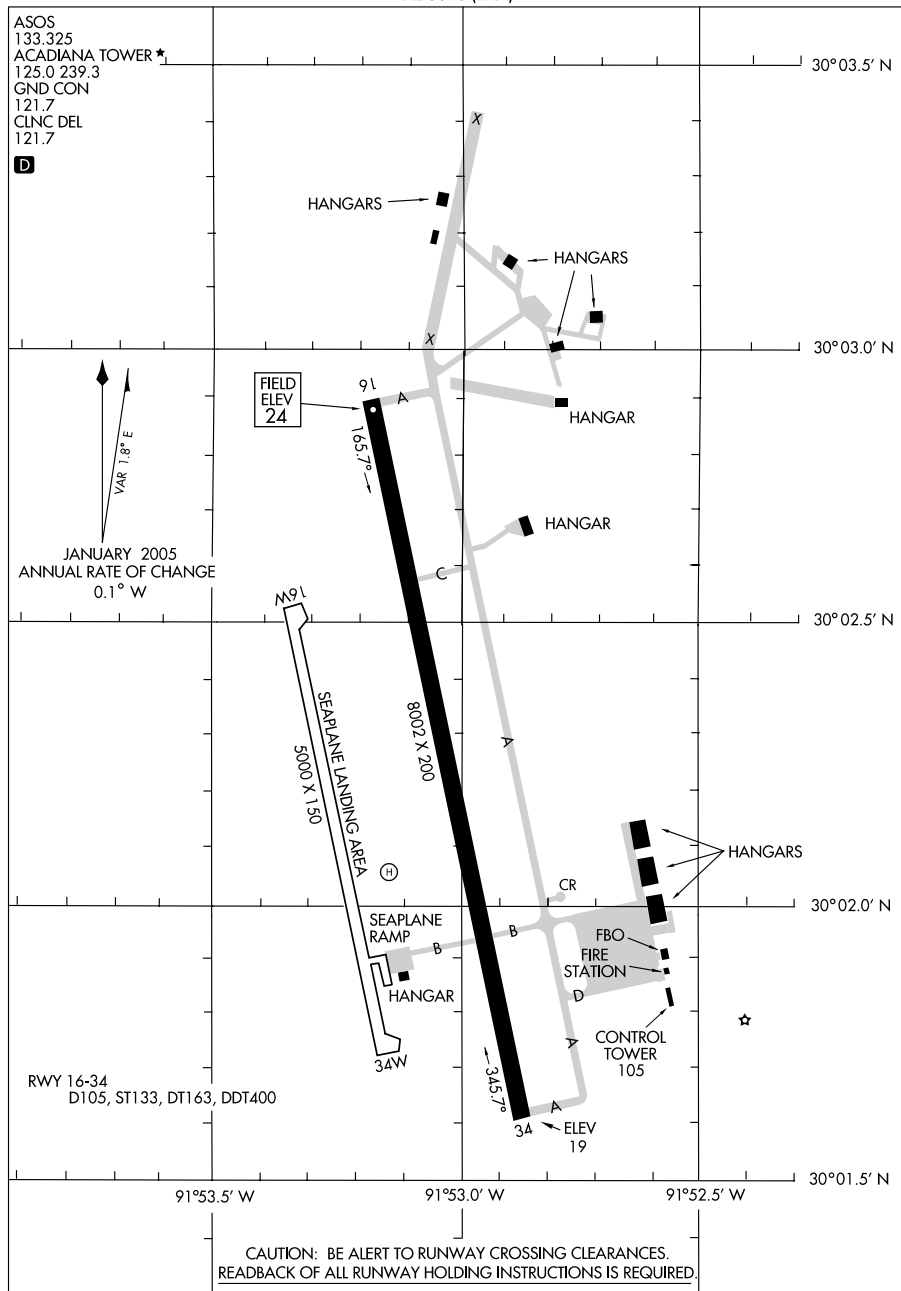 ASOS
133.325
ACADIANA TOWER ★
125.0 239.3
GND CON
121.7
CLNC DEL
121.7
D
30°03.5' N
X
HANGARS
HANGARS
X
30°03.0' N
FIELD
ELEV
24
16
A
HANGAR
165.7°
VAR 1.8° E
HANGAR
JANUARY 2005
ANNUAL RATE OF CHANGE
0.1° W
C
16W
30°02.5' N
SEAPLANE LANDING AREA
5000 X 150
8002 X 200
A
HANGARS
H
CR
30°02.0' N
SEAPLANE
RAMP
B
B
FBO
FIRE
STATION
HANGAR
D
CONTROL
TOWER
105
A
34W
345.7°
RWY 16-34
D105, ST133, DT163, DDT400
A
34
ELEV
19
30°01.5' N
91°53.5' W
91°53.0' W
91°52.5' W
CAUTION: BE ALERT TO RUNWAY CROSSING CLEARANCES.
READBACK OF ALL RUNWAY HOLDING INSTRUCTIONS IS REQUIRED.